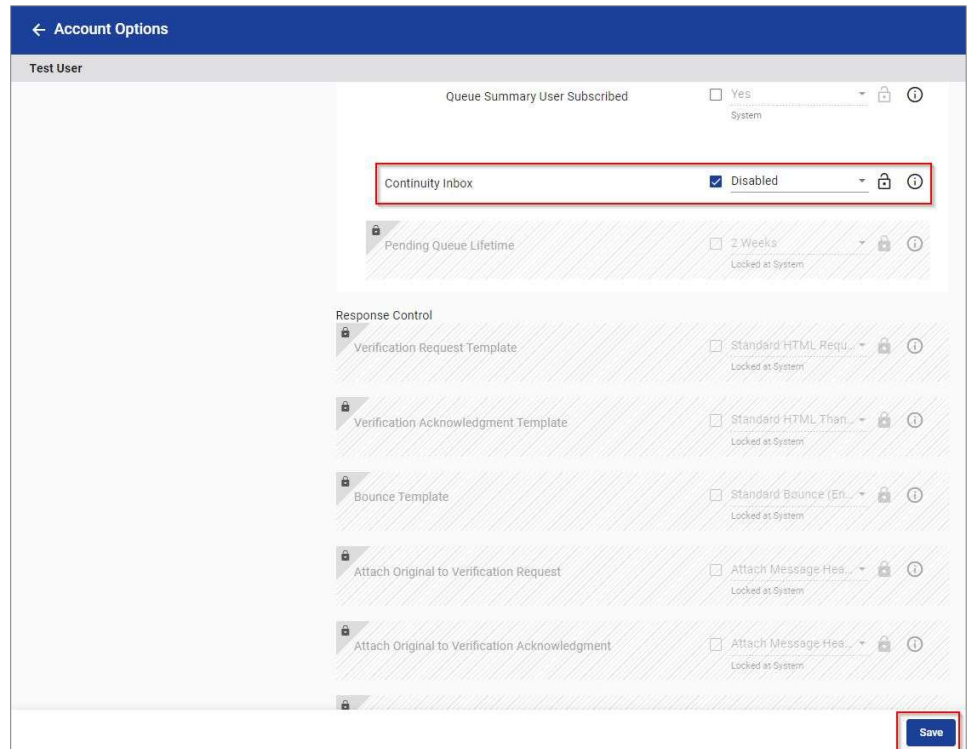 ← Account Options
Test User
Queue Summary User Subscribed Yes
System
Continuity Inbox Disabled
Pending Queue Lifetime 2 Weeks
Locked at System
Response Control
Verification Request Template Standard HTML Requ...
Locked at System
Verification Acknowledgment Template Standard HTML Than...
Locked at System
Bounce Template Standard Bounce (En...
Locked at System
Attach Original to Verification Request Attach Message Hea...
Locked at System
Attach Original to Verification Acknowledgment Attach Message Hea...
Locked at System
Save